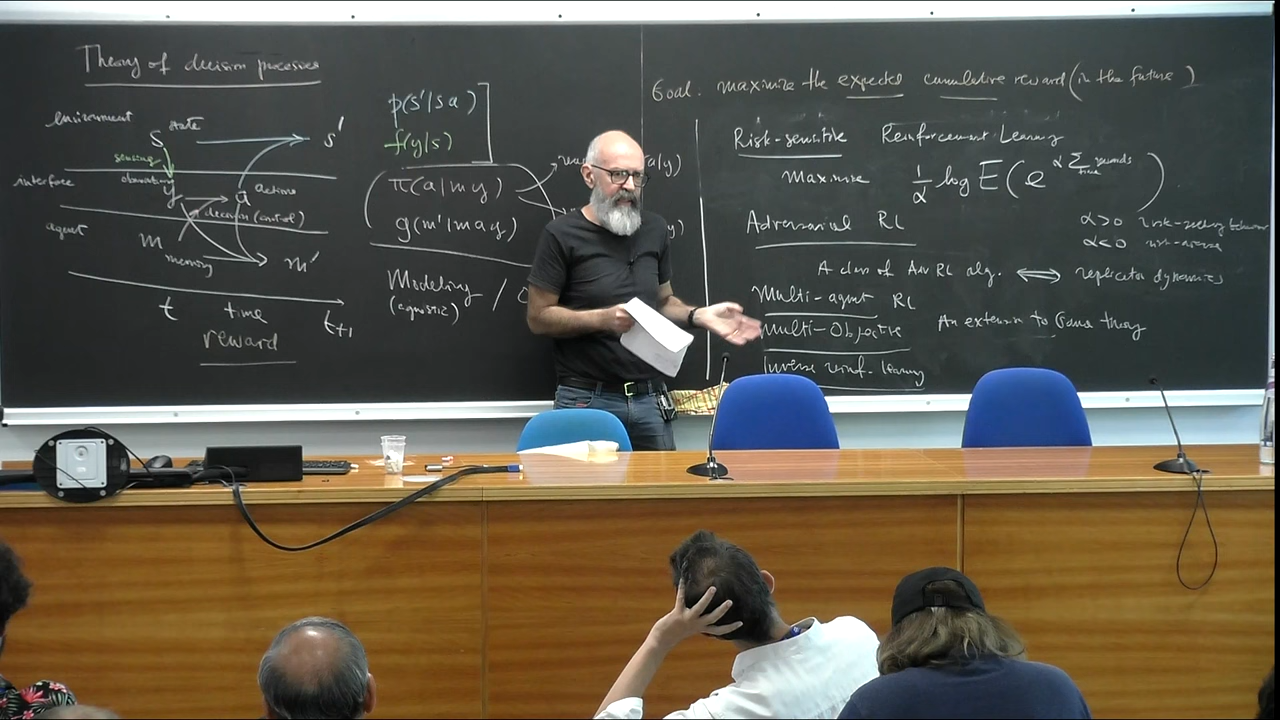 Theory of decision processes
environment
s state
s'
sensing
interface
observation
y
a actions
decision (control)
agent
m
memory
m'
t time t+1
reward
p(s'|s a)
f(y|s)
π(a|m y)
g(m'|m a y)
Modeling /
(agnostic)
Goal. maximize the expected cumulative reward (in the future)
Risk-sensitive Reinforcement Learning
maximize 1/α log E(e^{α Σ_time rewards})
α>0 risk-seeking behaviour
α<0 risk-averse
Adversarial RL
A class of Adv RL alg. ⟺ replicator dynamics
Multi-agent RL
Multi-Objective An extension to Game theory
Inverse reinf. learning